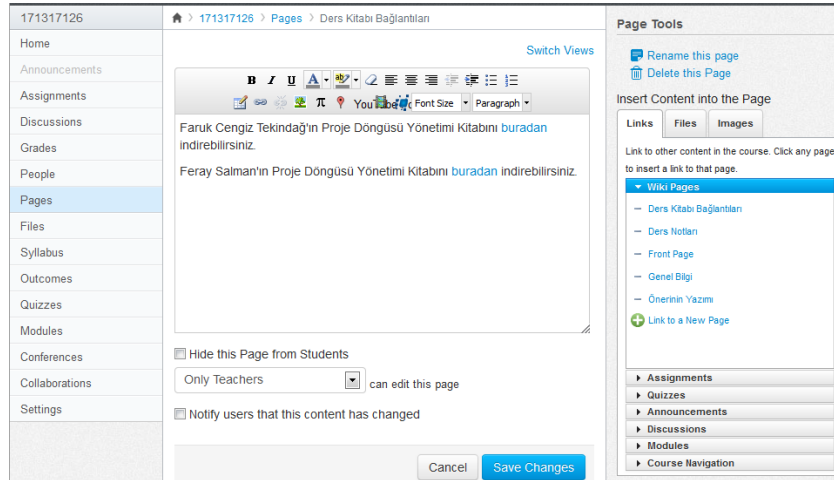 171317126
Home
Announcements
Assignments
Discussions
Grades
People
Pages
Files
Syllabus
Outcomes
Quizzes
Modules
Conferences
Collaborations
Settings
171317126 > Pages > Ders Kitabı Bağlantıları
Switch Views
B I U A aby
π You Font Size Paragraph
Faruk Cengiz Tekindağ'ın Proje Döngüsü Yönetimi Kitabını buradan
indirebilirsiniz.
Feray Salman'ın Proje Döngüsü Yönetimi Kitabını buradan indirebilirsiniz.
Hide this Page from Students
Only Teachers can edit this page
Notify users that this content has changed
Cancel Save Changes
Page Tools
Rename this page
Delete this Page
Insert Content into the Page
Links Files Images
Link to other content in the course. Click any page
to insert a link to that page.
Wiki Pages
Ders Kitabı Bağlantıları
Ders Notları
Front Page
Genel Bilgi
Önerinin Yazımı
Link to a New Page
Assignments
Quizzes
Announcements
Discussions
Modules
Course Navigation